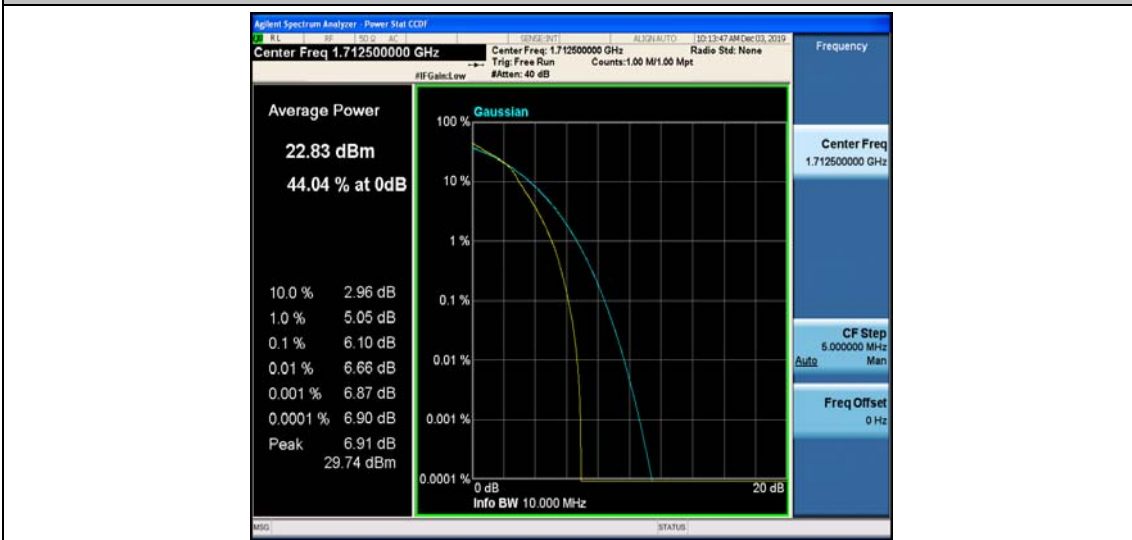 Agilent Spectrum Analyzer - Power Stat CCDF
RL RF 50 Ω AC SENSE:INT ALIGN AUTO 10:13:47 AM Dec 03, 2019
Center Freq 1.712500000 GHz
Center Freq: 1.712500000 GHz Radio Std: None
Trig: Free Run Counts:1.00 M/1.00 Mpt
#IFGain:Low #Atten: 40 dB
Frequency
Average Power
22.83 dBm
44.04 % at 0dB
10.0 % 2.96 dB
1.0 % 5.05 dB
0.1 % 6.10 dB
0.01 % 6.66 dB
0.001 % 6.87 dB
0.0001 % 6.90 dB
Peak 6.91 dB
29.74 dBm
Gaussian
100 %
10 %
1 %
0.1 %
0.01 %
0.001 %
0.0001 %
0 dB 20 dB
Info BW 10.000 MHz
Center Freq
1.712500000 GHz
CF Step
5.000000 MHz
Auto Man
Freq Offset
0 Hz
MSG STATUS